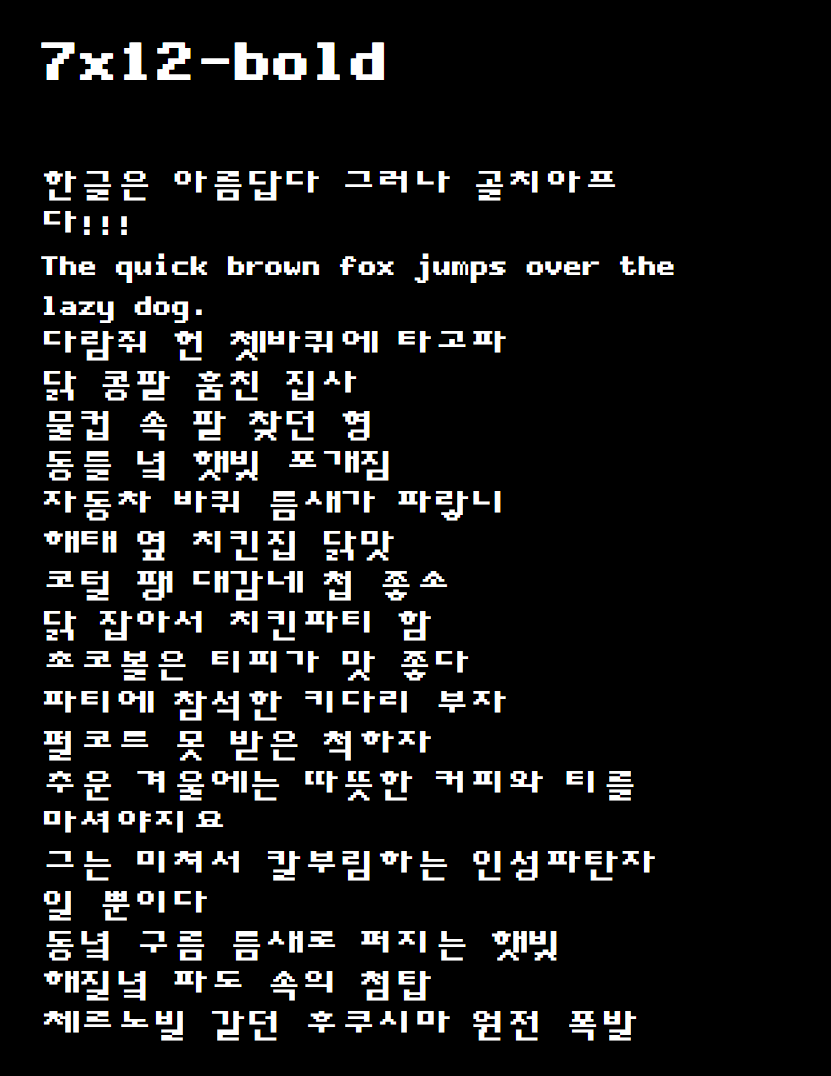 7x12-bold
한글은 아름답다 그러나 골치아프
다!!!
The quick brown fox jumps over the
lazy dog.
다람쥐 헌 쳇바퀴에 타고파
닭 콩팥 훔친 집사
물컵 속 팥 찾던 형
동틀 녘 햇빛 포개짐
자동차 바퀴 틈새가 파랗니
해태 옆 치킨집 닭맛
코털 팸 대감네 첩 좋소
닭 잡아서 치킨파티 함
초코볼은 티피가 맛 좋다
파티에 참석한 키다리 부자
펄코트 못 받은 척하자
추운 겨울에는 따뜻한 커피와 티를
마셔야지요
그는 미쳐서 칼부림하는 인성파탄자
일 뿐이다
동녘 구름 틈새로 퍼지는 햇빛
해질녘 파도 속의 첨탑
체르노빌 같던 후쿠시마 원전 폭발